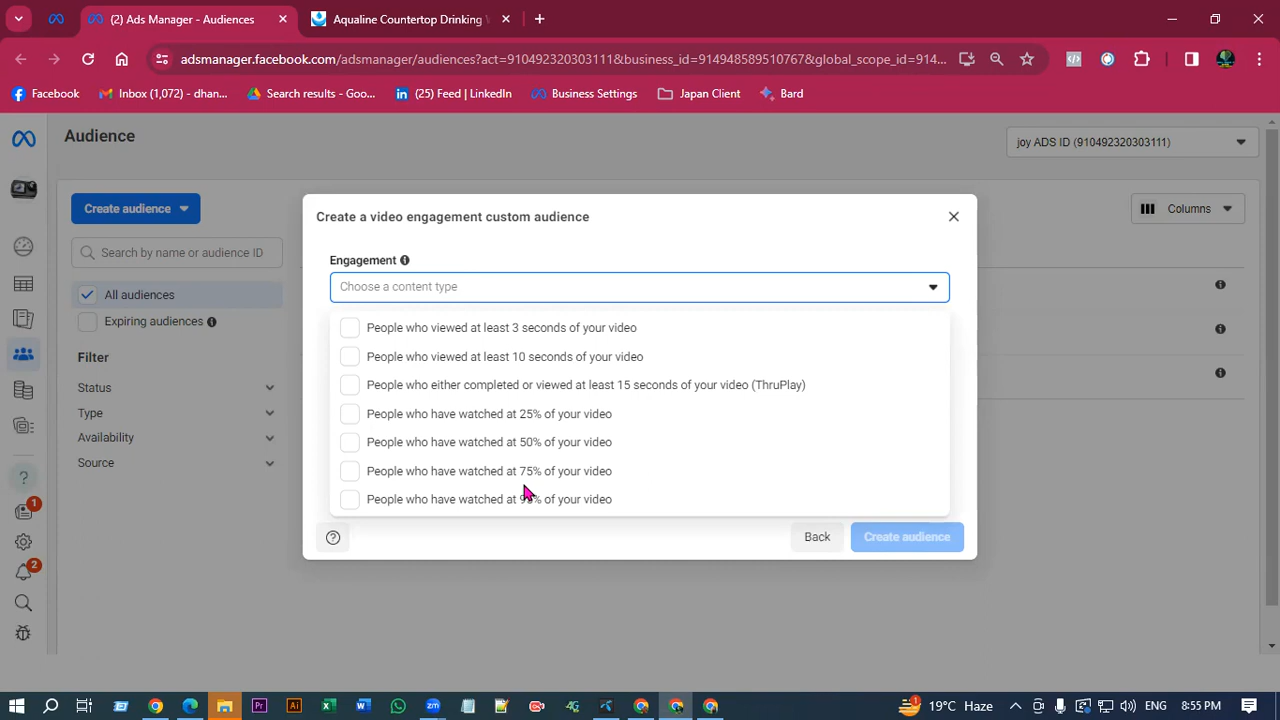 (2) Ads Manager - Audiences
Aqualine Countertop Drinking
adsmanager.facebook.com/adsmanager/audiences?act=910492320303111&business_id=914948589510767&global_scope_id=914...
Facebook
Inbox (1,072) - dhan...
Search results - Goo...
(25) Feed | LinkedIn
Business Settings
Japan Client
Bard
Audience
joy ADS ID (910492320303111)
Create audience
Columns
Search by name or audience ID
All audiences
Expiring audiences
Filter
Status
Type
Availability
Source
Create a video engagement custom audience
Engagement
Choose a content type
People who viewed at least 3 seconds of your video
People who viewed at least 10 seconds of your video
People who either completed or viewed at least 15 seconds of your video (ThruPlay)
People who have watched at 25% of your video
People who have watched at 50% of your video
People who have watched at 75% of your video
People who have watched at of your video
Back
Create audience
1
2
19°C Haze
ENG
8:55 PM